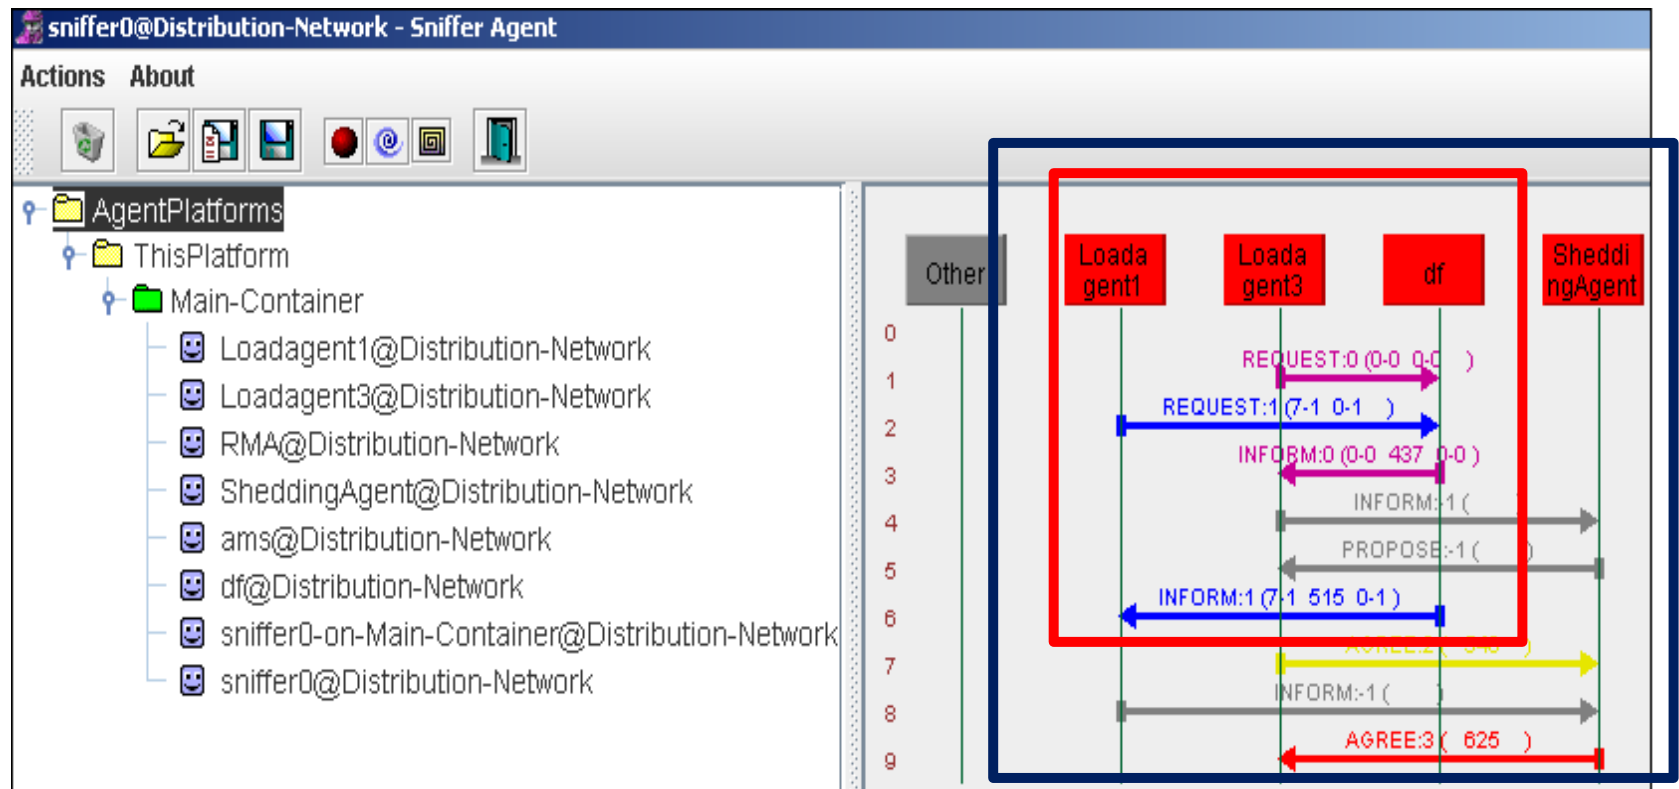 sniffer0@Distribution-Network - Sniffer Agent
Actions About
AgentPlatforms
ThisPlatform
Main-Container
Loadagent1@Distribution-Network
Loadagent3@Distribution-Network
RMA@Distribution-Network
SheddingAgent@Distribution-Network
ams@Distribution-Network
df@Distribution-Network
sniffer0-on-Main-Container@Distribution-Network
sniffer0@Distribution-Network
Other
Loada
gent1
Loada
gent3
df
Sheddi
ngAgent
0
REQUEST:0 (0-0 0-0 )
1
REQUEST:1 (7-1 0-1 )
2
INFORM:0 (0-0 437 0-0 )
3
INFORM:-1 ( )
4
PROPOSE:-1 ( )
5
INFORM:1 (7-1 515 0-1 )
6
AGREE:2 ( )
7
INFORM:-1 ( )
8
AGREE:3 ( 625 )
9